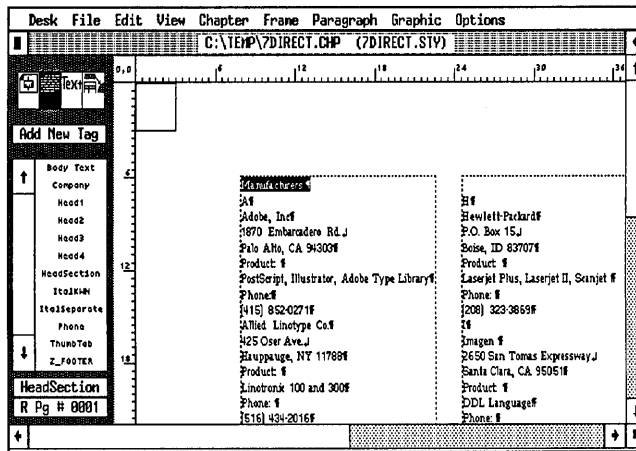 Desk File Edit View Chapter Frame Paragraph Graphic Options
C:\TEMP\7DIRECT.CHP (7DIRECT.STY)
Text
0,0 6 12 18 24 30 36
Add New Tag
Body Text
Company
Head1
Head2
Head3
Head4
HeadSection
ItalKWN
ItalSeparate
Phone
ThumbTab
Z_FOOTER
HeadSection
R Pg # 0001
6
12
18
Manufacturers ¶
A¶
Adobe, Inc¶
1870 Embarcadero Rd.↵
Palo Alto, CA 94303¶
Product: ¶
PostScript, Illustrator, Adobe Type Library¶
Phone:¶
(415) 852-0271¶
Allied Linotype Co.¶
425 Oser Ave.↵
Hauppauge, NY 11788¶
Product: ¶
Linotronic 100 and 300¶
Phone: ¶
(516) 434-2016¶
H¶
Hewlett-Packard¶
P.O. Box 15↵
Boise, ID 83707¶
Product: ¶
Laserjet Plus, Laserjet II, Scanjet ¶
Phone: ¶
(208) 323-3869¶
I¶
Imagen ¶
2650 San Tomas Expressway↵
Santa Clara, CA 95051¶
Product: ¶
DDL Language¶
Phone: ¶